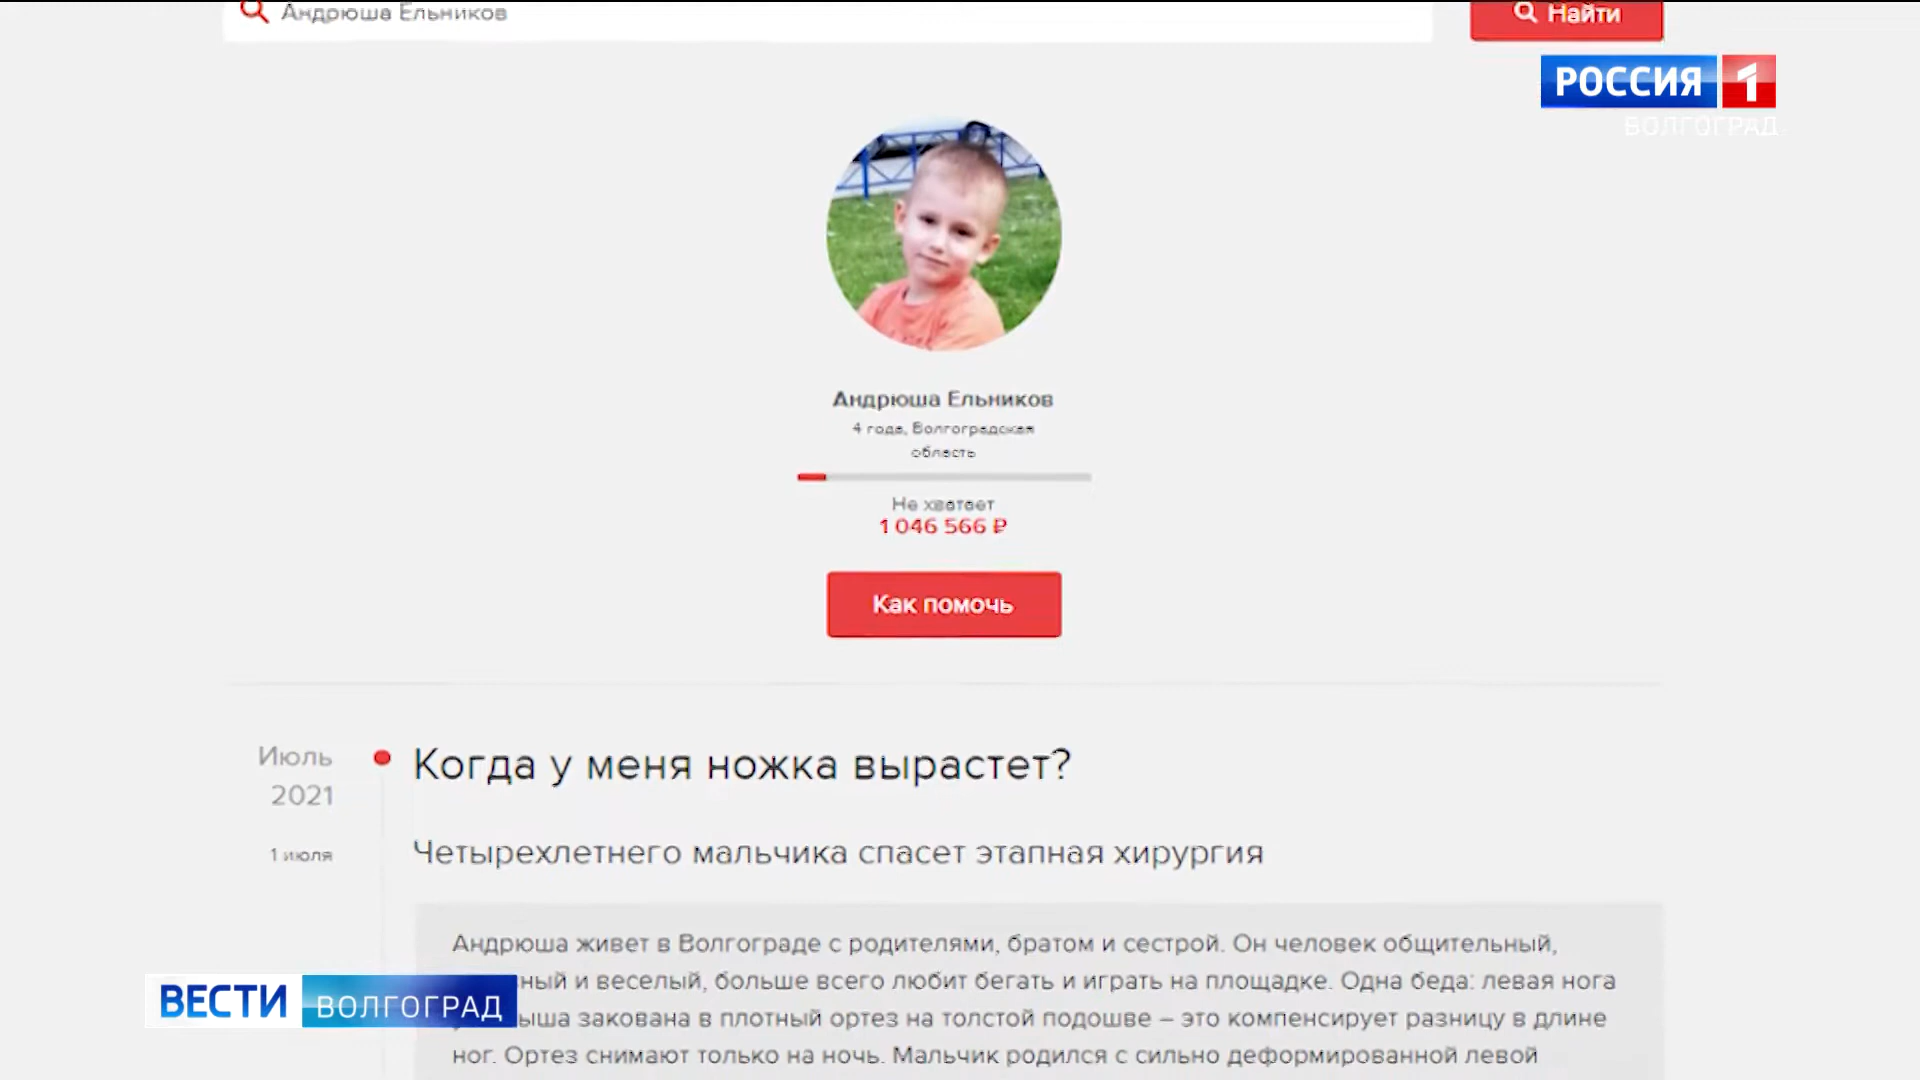 Андрюша Ельников
Найти
РОССИЯ 1
ВОЛГОГРАД
Андрюша Ельников
4 года, Волгоградская
область
Не хватает
1 046 566 ₽
Как помочь
Июль
2021
Когда у меня ножка вырастет?
1 июля
Четырехлетнего мальчика спасет этапная хирургия
Андрюша живет в Волгограде с родителями, братом и сестрой. Он человек общительный,
ный и веселый, больше всего любит бегать и играть на площадке. Одна беда: левая нога
ыша закована в плотный ортез на толстой подошве – это компенсирует разницу в длине
ног. Ортез снимают только на ночь. Мальчик родился с сильно деформированной левой
ВЕСТИ ВОЛГОГРАД